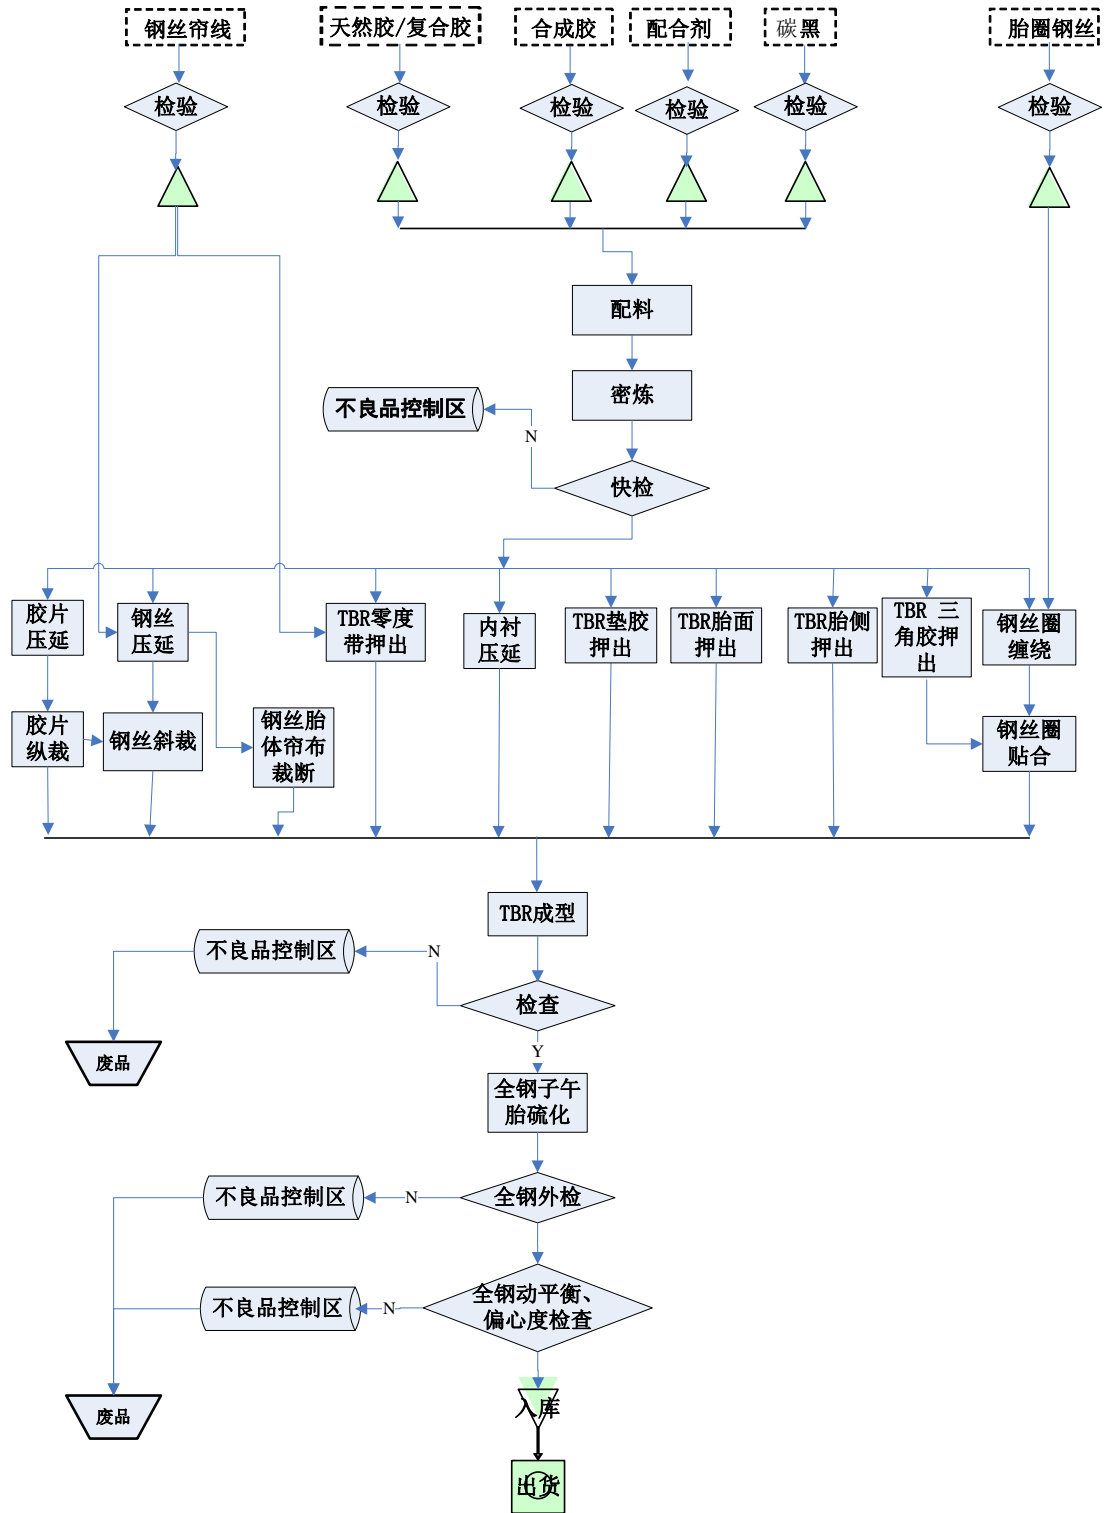 钢丝帘线
天然胶/复合胶
合成胶
配合剂
碳黑
胎圈钢丝
检验
检验
检验
检验
检验
检验
配料
密炼
不良品控制区
N
快检
胶片
压延
钢丝
压延
TBR零度
带押出
内衬
压延
TBR垫胶
押出
TBR胎面
押出
TBR胎侧
押出
TBR 三
角胶押
出
钢丝圈
缠绕
胶片
纵裁
钢丝斜裁
钢丝胎
体帘布
裁断
钢丝圈
贴合
TBR成型
不良品控制区
N
检查
废品
Y
全钢子午
胎硫化
不良品控制区
N
全钢外检
不良品控制区
N
全钢动平衡、
偏心度检查
废品
入库
出货